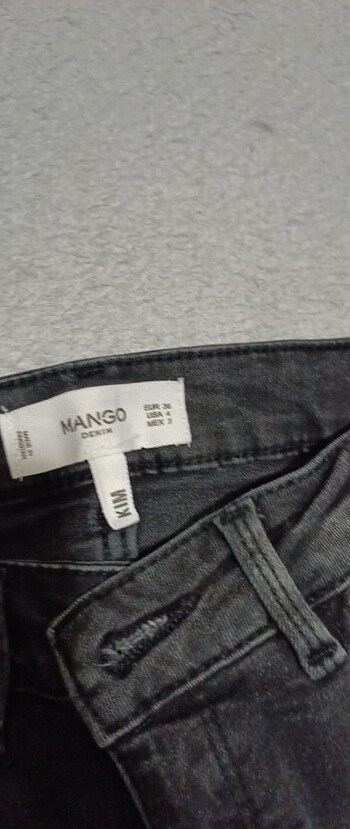 MANGO
DENIM
EUR 36
USA 4
MEX 3
KIM